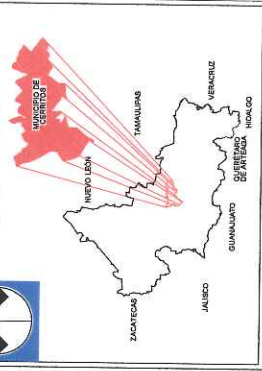 MUNICIPIO DE
CERRITOS
NUEVO LEÓN
TAMAULIPAS
ZACATECAS
VERACRUZ
JALISCO
GUANAJUATO
QUERÉTARO
DE ARTEAGA
HIDALGO